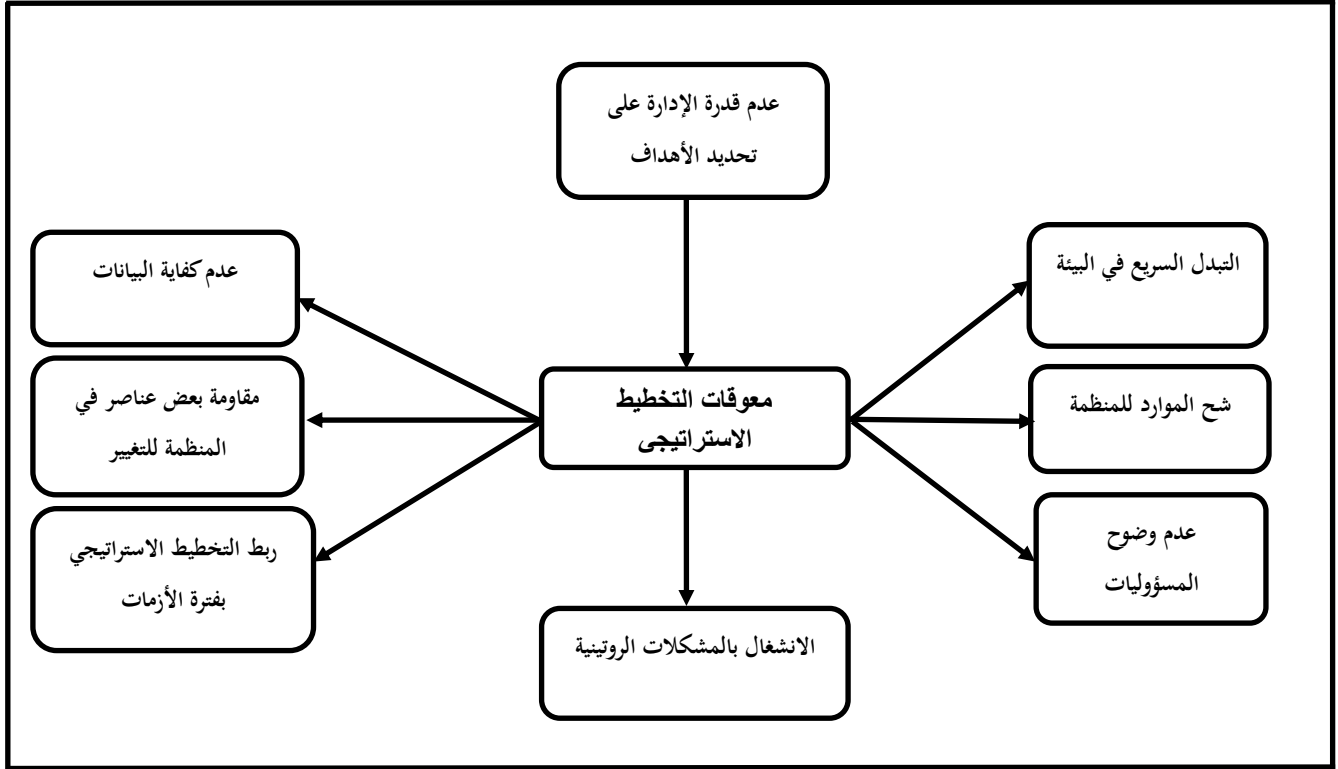 عدم قدرة الإدارة على
تحديد الأهداف
التبدل السريع في البيئة
عدم كفاية البيانات
معوقات التخطيط
الاستراتيجى
شح الموارد للمنظمة
مقاومة بعض عناصر في
المنظمة للتغيير
عدم وضوح
المسؤوليات
ربط التخطيط الاستراتيجي
بفترة الأزمات
الانشغال بالمشكلات الروتينية